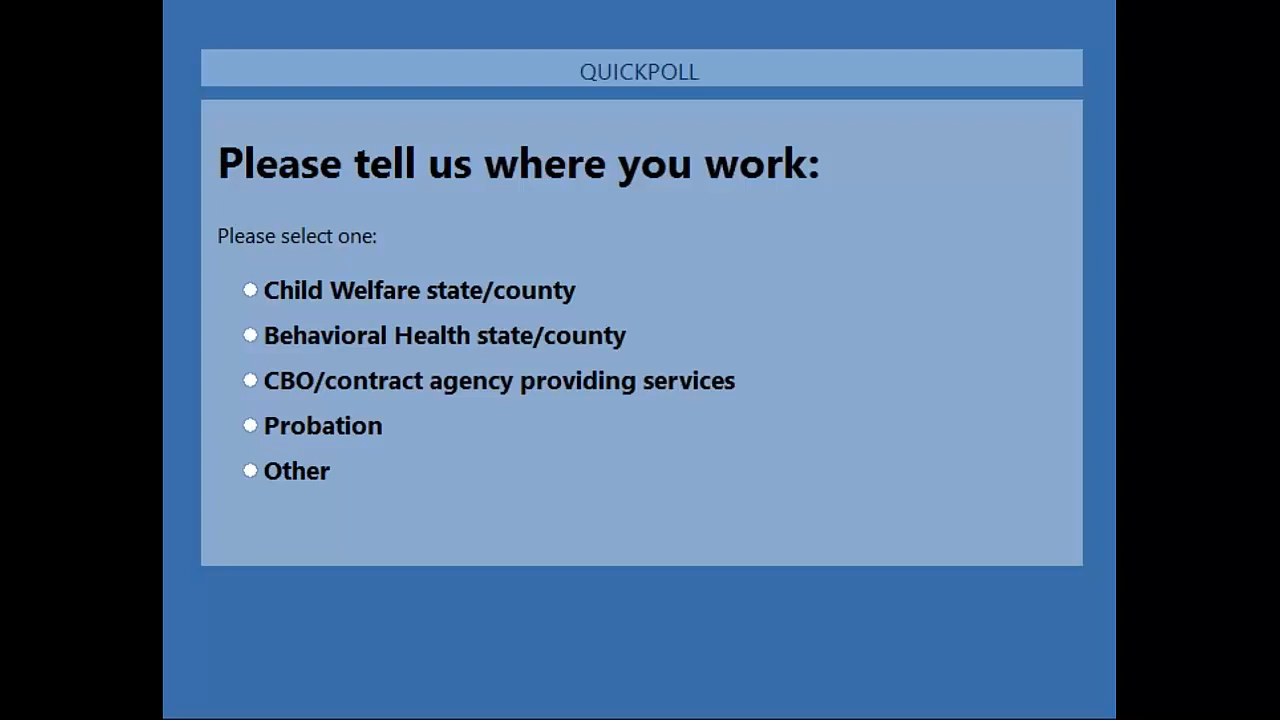 QUICKPOLL
Please tell us where you work:
Please select one:
Child Welfare state/county
Behavioral Health state/county
CBO/contract agency providing services
Probation
Other